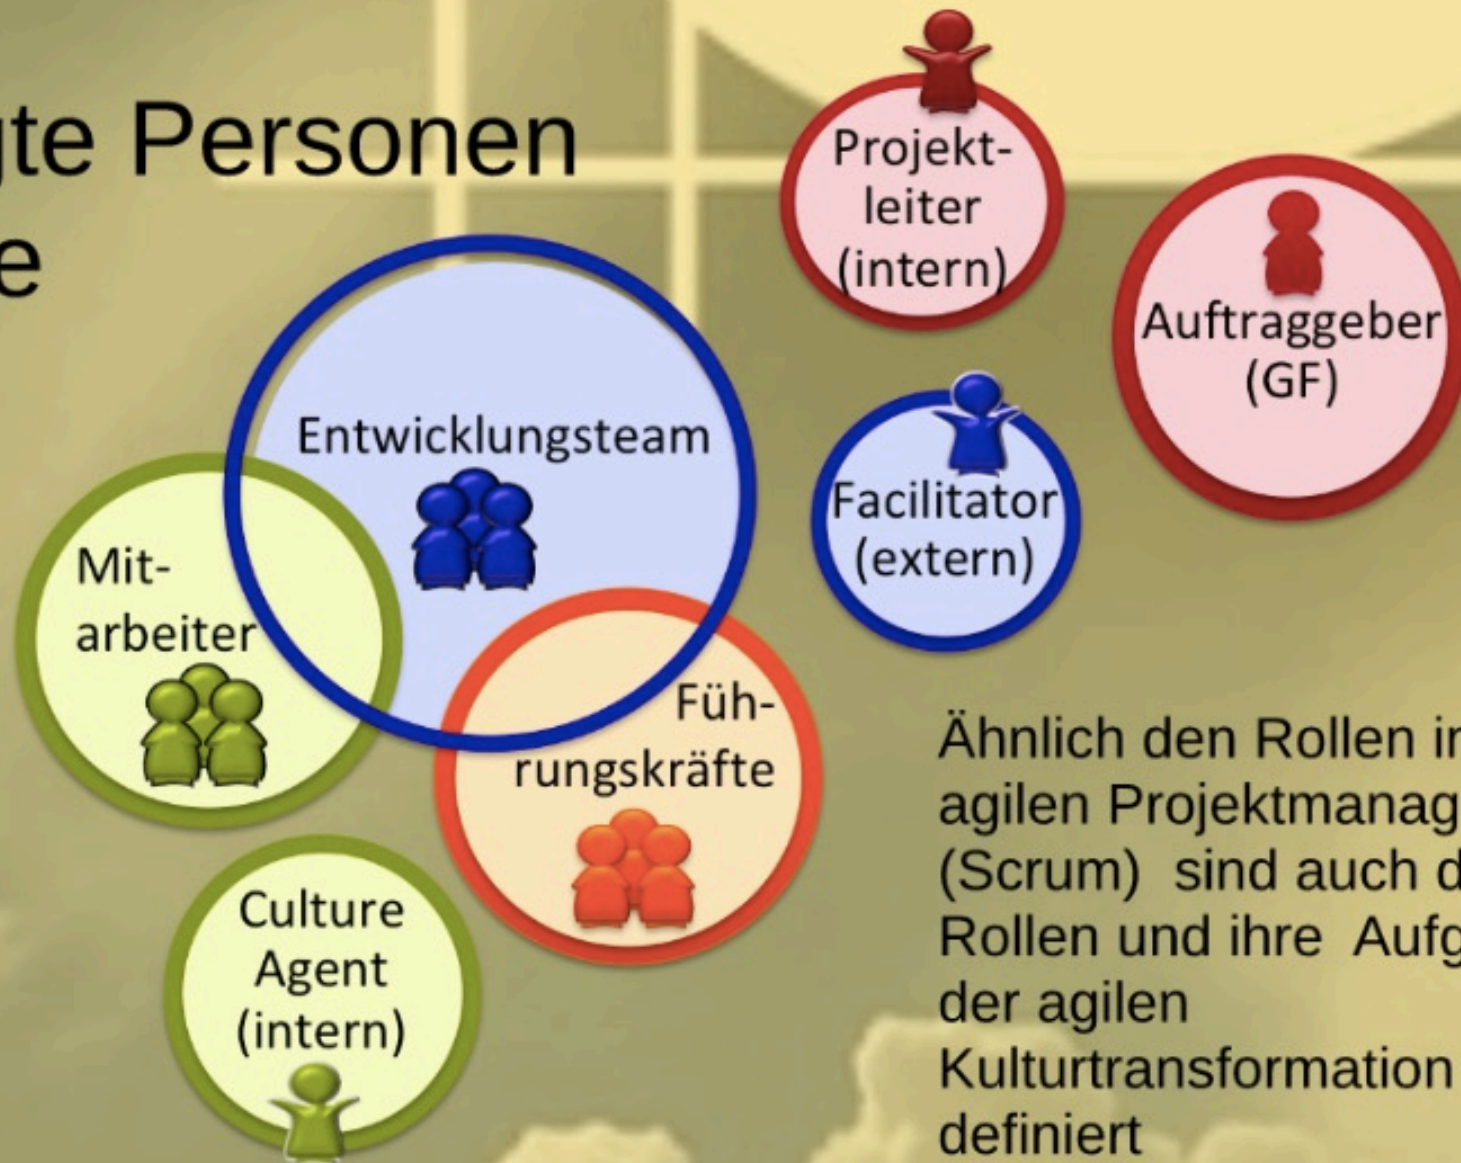 gte Personen
e
Projekt-
leiter
(intern)
Auftraggeber
(GF)
Entwicklungsteam
Facilitator
(extern)
Mit-
arbeiter
Füh-
rungskräfte
Culture
Agent
(intern)
Ähnlich den Rollen i
agilen Projektmanag
(Scrum)  sind auch d
Rollen und ihre  Aufg
der agilen
Kulturtransformation
definiert